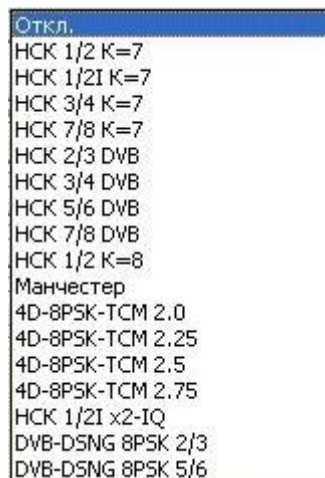 Откл.
НСК 1/2 K=7
НСК 1/2I K=7
НСК 3/4 K=7
НСК 7/8 K=7
НСК 2/3 DVB
НСК 3/4 DVB
НСК 5/6 DVB
НСК 7/8 DVB
НСК 1/2 K=8
Манчестер
4D-8PSK-TCM 2.0
4D-8PSK-TCM 2.25
4D-8PSK-TCM 2.5
4D-8PSK-TCM 2.75
НСК 1/2I x2-IQ
DVB-DSNG 8PSK 2/3
DVB-DSNG 8PSK 5/6